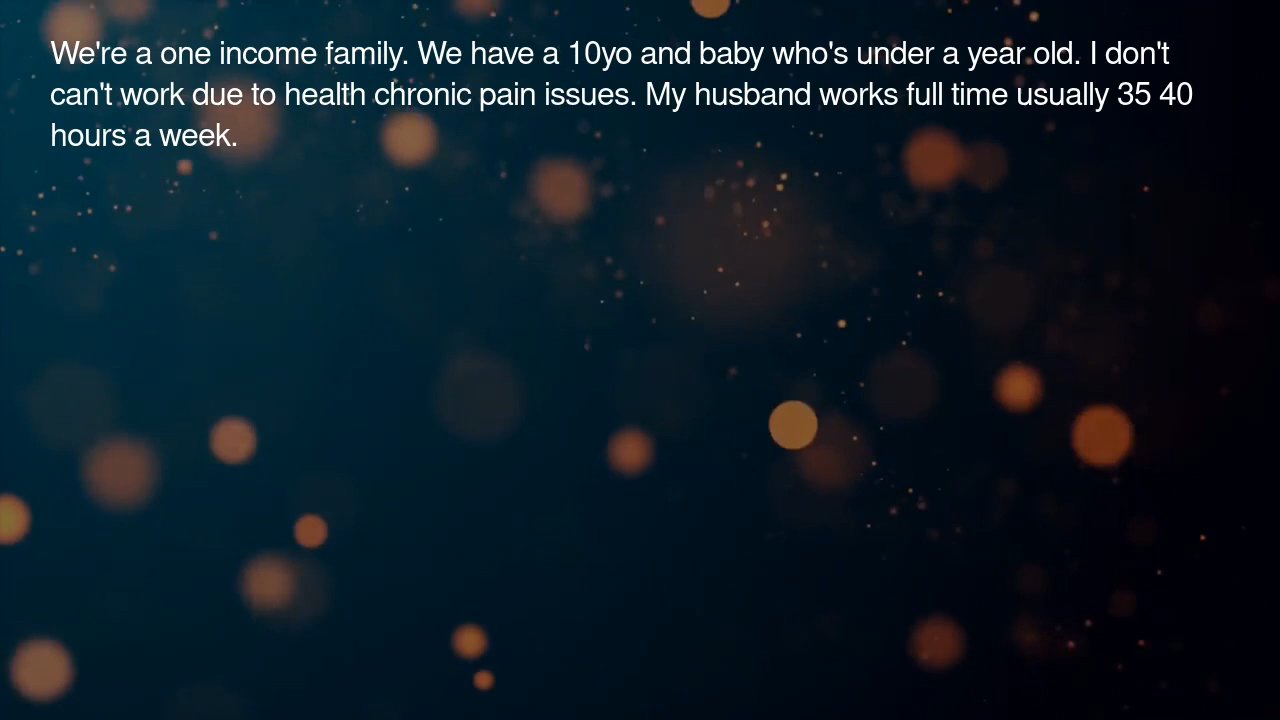 We're a one income family. We have a 10yo and baby who's under a year old. I don't
can't work due to health chronic pain issues. My husband works full time usually 35 40
hours a week.